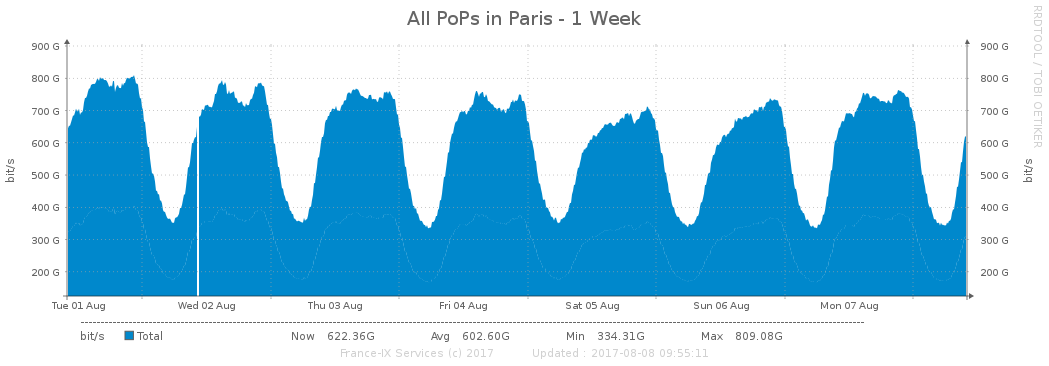 All PoPs in Paris - 1 Week
RRDTOOL / TOBI OETIKER
bit/s
900 G
800 G
700 G
600 G
500 G
400 G
300 G
200 G
900 G
800 G
700 G
600 G
500 G
400 G
300 G
200 G
bit/s
Tue 01 Aug Wed 02 Aug Thu 03 Aug Fri 04 Aug Sat 05 Aug Sun 06 Aug Mon 07 Aug
bit/s Total Now 622.36G Avg 602.60G Min 334.31G Max 809.08G
France-IX Services (c) 2017 Updated : 2017-08-08 09:55:11